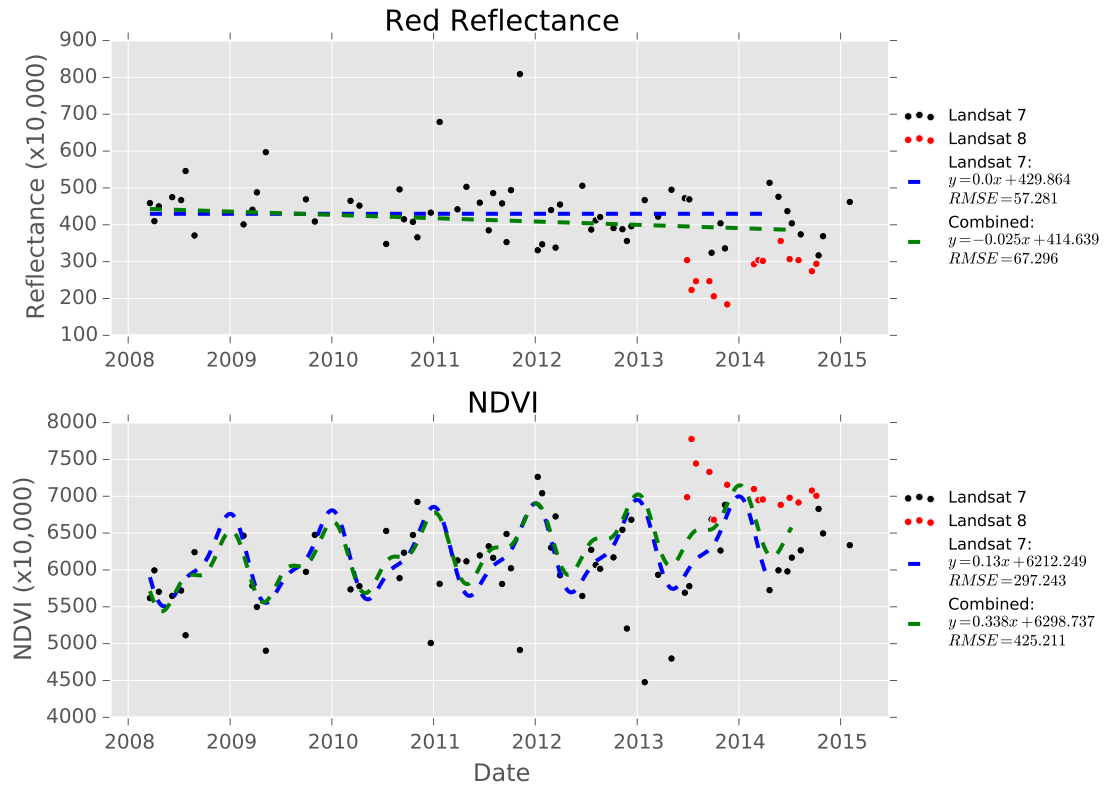 Red Reflectance
900
800
700
600
500
400
300
200
100
Reflectance (x10,000)
2008 2009 2010 2011 2012 2013 2014 2015
Landsat 7
Landsat 8
Landsat 7:
y=0.0x+429.864
RMSE=57.281
Combined:
y=−0.025x+414.639
RMSE=67.296
NDVI
8000
7500
7000
6500
6000
5500
5000
4500
4000
NDVI (x10,000)
2008 2009 2010 2011 2012 2013 2014 2015
Date
Landsat 7
Landsat 8
Landsat 7:
y=0.13x+6212.249
RMSE=297.243
Combined:
y=0.338x+6298.737
RMSE=425.211